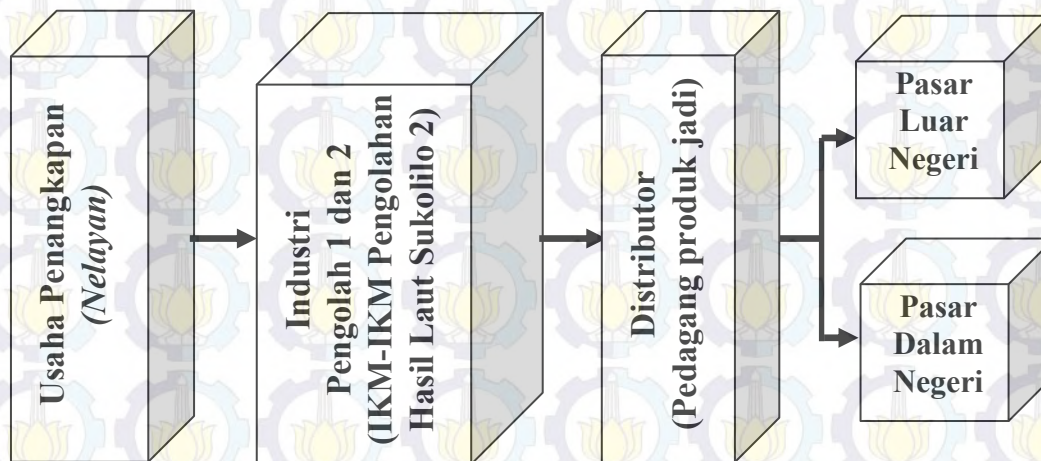 Usaha Penangkapan
(Nelayan)
Industri
Pengolah 1 dan 2
(IKM-IKM Pengolahan
Hasil Laut Sukolilo 2)
Distributor
(Pedagang produk jadi)
Pasar
Luar
Negeri
Pasar
Dalam
Negeri